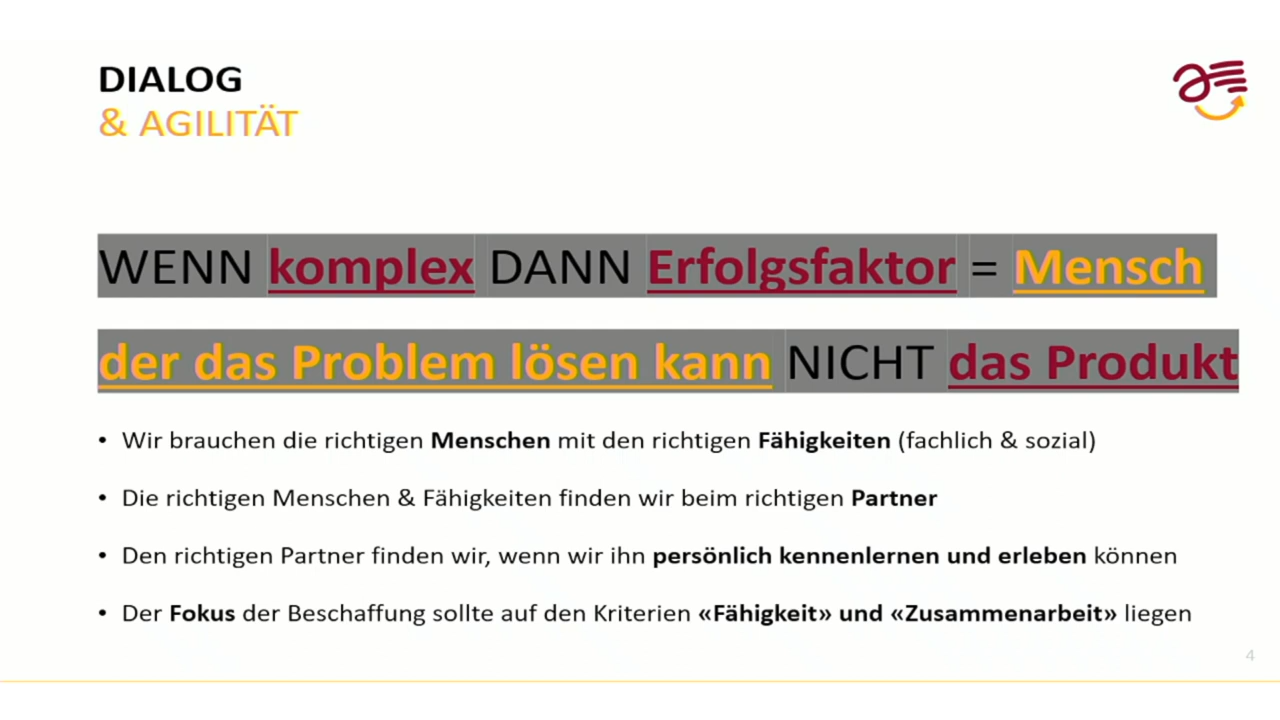 DIALOG
& AGILITÄT
WENN komplex DANN Erfolgsfaktor = Mensch
der das Problem lösen kann NICHT das Produkt
• Wir brauchen die richtigen Menschen mit den richtigen Fähigkeiten (fachlich & sozial)
• Die richtigen Menschen & Fähigkeiten finden wir beim richtigen Partner
• Den richtigen Partner finden wir, wenn wir ihn persönlich kennenlernen und erleben können
• Der Fokus der Beschaffung sollte auf den Kriterien «Fähigkeit» und «Zusammenarbeit» liegen
4